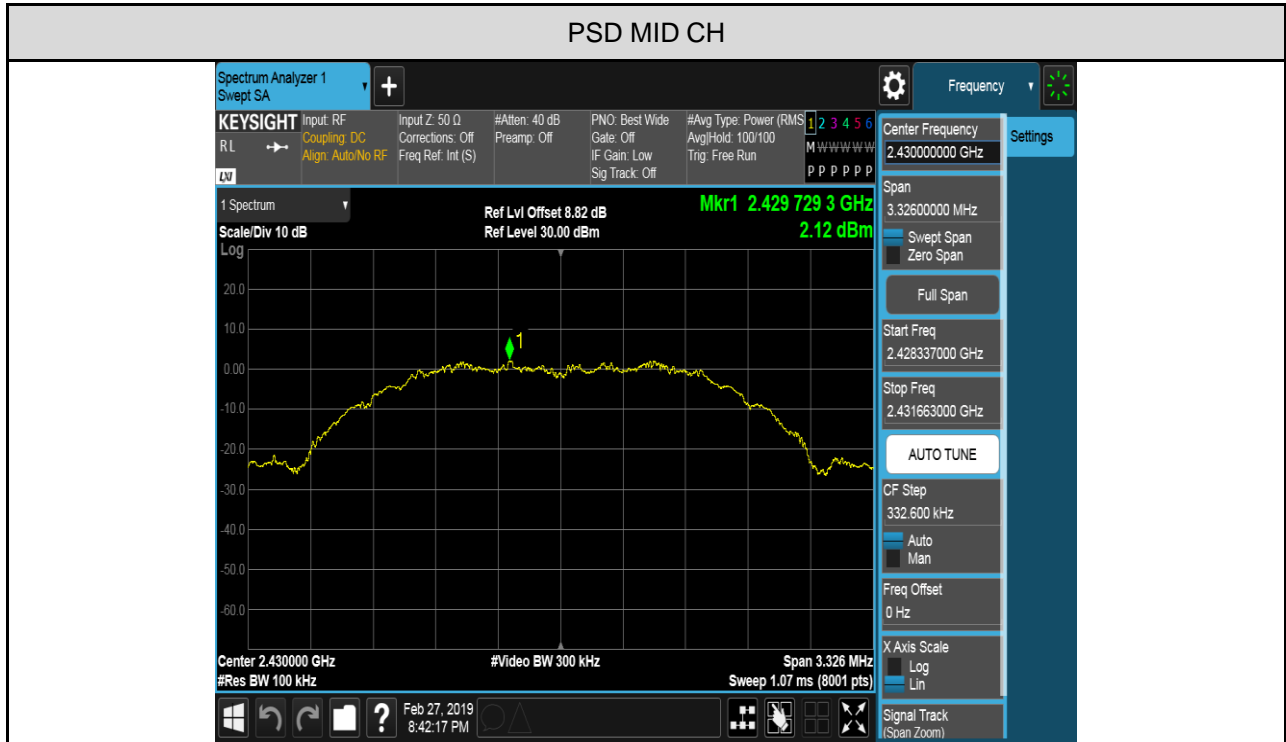 PSD MID CH
Spectrum Analyzer 1
Swept SA
+
Frequency
KEYSIGHT
RL
LXI
Input: RF
Coupling: DC
Align: Auto/No RF
Input Z: 50 Ω
Corrections: Off
Freq Ref: Int (S)
#Atten: 40 dB
Preamp: Off
PNO: Best Wide
Gate: Off
IF Gain: Low
Sig Track: Off
#Avg Type: Power (RMS
Avg|Hold: 100/100
Trig: Free Run
1 2 3 4 5 6
M W W W W W
P P P P P P
1 Spectrum
Scale/Div 10 dB
Log
Ref Lvl Offset 8.82 dB
Ref Level 30.00 dBm
Mkr1 2.429 729 3 GHz
2.12 dBm
20.0
10.0
0.00
-10.0
-20.0
-30.0
-40.0
-50.0
-60.0
1
Center 2.430000 GHz
#Res BW 100 kHz
#Video BW 300 kHz
Span 3.326 MHz
Sweep 1.07 ms (8001 pts)
Center Frequency
2.430000000 GHz
Settings
Span
3.32600000 MHz
Swept Span
Zero Span
Full Span
Start Freq
2.428337000 GHz
Stop Freq
2.431663000 GHz
AUTO TUNE
CF Step
332.600 kHz
Auto
Man
Freq Offset
0 Hz
X Axis Scale
Log
Lin
Signal Track
(Span Zoom)
?
Feb 27, 2019
8:42:17 PM